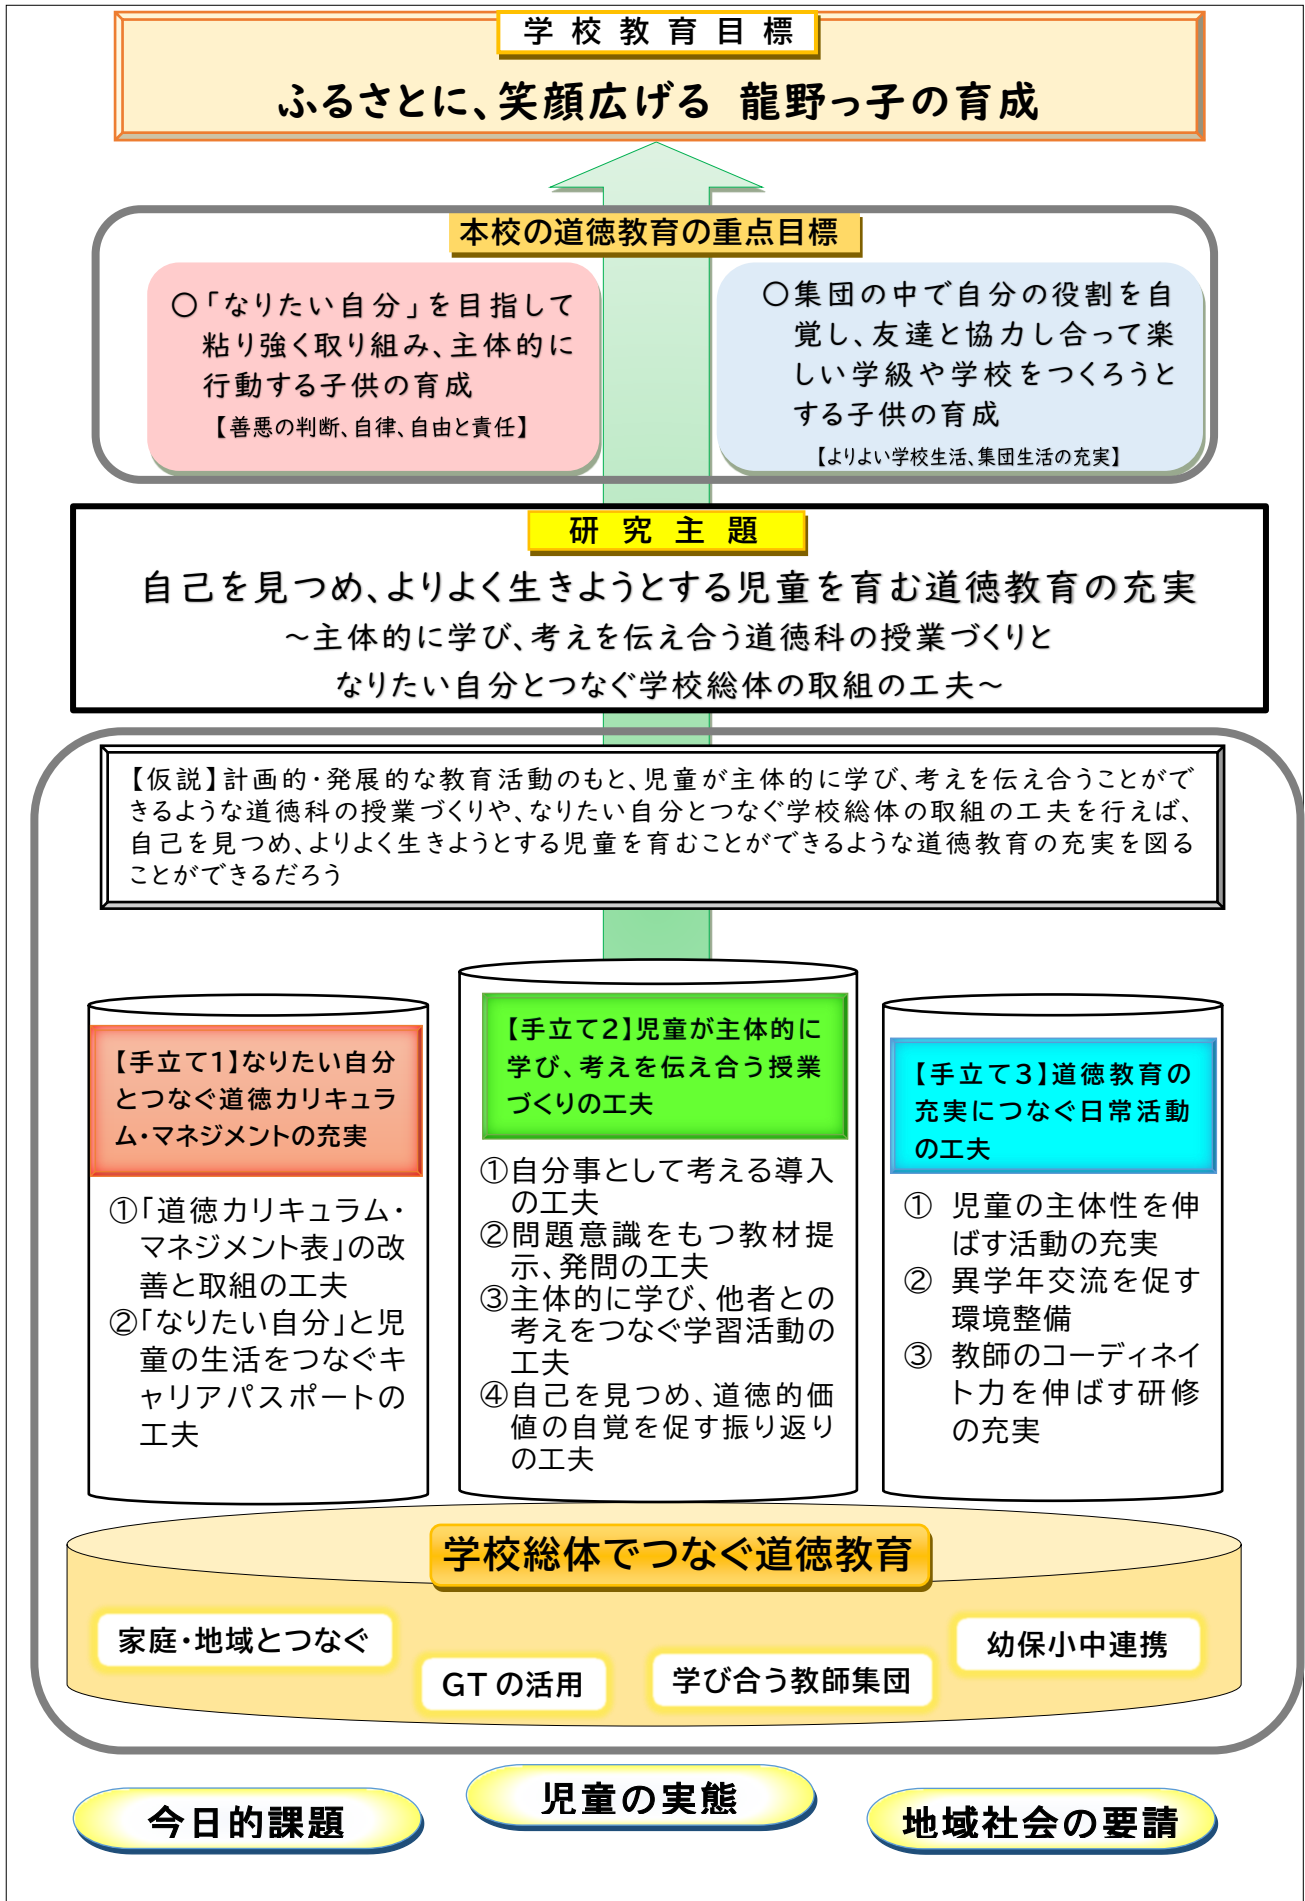 学校教育目標
ふるさとに、笑顔広げる 龍野っ子の育成
本校の道徳教育の重点目標
〇「なりたい自分」を目指して
粘り強く取り組み、主体的に
行動する子供の育成
【善悪の判断、自律、自由と責任】
〇集団の中で自分の役割を自
覚し、友達と協力し合って楽
しい学級や学校をつくろうと
する子供の育成
【よりよい学校生活、集団生活の充実】
研究主題
自己を見つめ、よりよく生きようとする児童を育む道徳教育の充実
～主体的に学び、考えを伝え合う道徳科の授業づくりと
なりたい自分とつなぐ学校総体の取組の工夫～
【仮説】計画的・発展的な教育活動のもと、児童が主体的に学び、考えを伝え合うことがで
きるような道徳科の授業づくりや、なりたい自分とつなぐ学校総体の取組の工夫を行えば、
自己を見つめ、よりよく生きようとする児童を育むことができるような道徳教育の充実を図る
ことができるだろう
【手立て1】なりたい自分
とつなぐ道徳カリキュラ
ム・マネジメントの充実
①「道徳カリキュラム・
マネジメント表」の改
善と取組の工夫
②「なりたい自分」と児
童の生活をつなぐキ
ャリアパスポートの
工夫
【手立て2】児童が主体的に
学び、考えを伝え合う授業
づくりの工夫
①自分事として考える導入
の工夫
②問題意識をもつ教材提
示、発問の工夫
③主体的に学び、他者との
考えをつなぐ学習活動の
工夫
④自己を見つめ、道徳的価
値の自覚を促す振り返り
の工夫
【手立て3】道徳教育の
充実につなぐ日常活動
の工夫
① 児童の主体性を伸
ばす活動の充実
② 異学年交流を促す
環境整備
③ 教師のコーディネイ
ト力を伸ばす研修
の充実
学校総体でつなぐ道徳教育
家庭・地域とつなぐ
GTの活用
学び合う教師集団
幼保小中連携
今日的課題
児童の実態
地域社会の要請